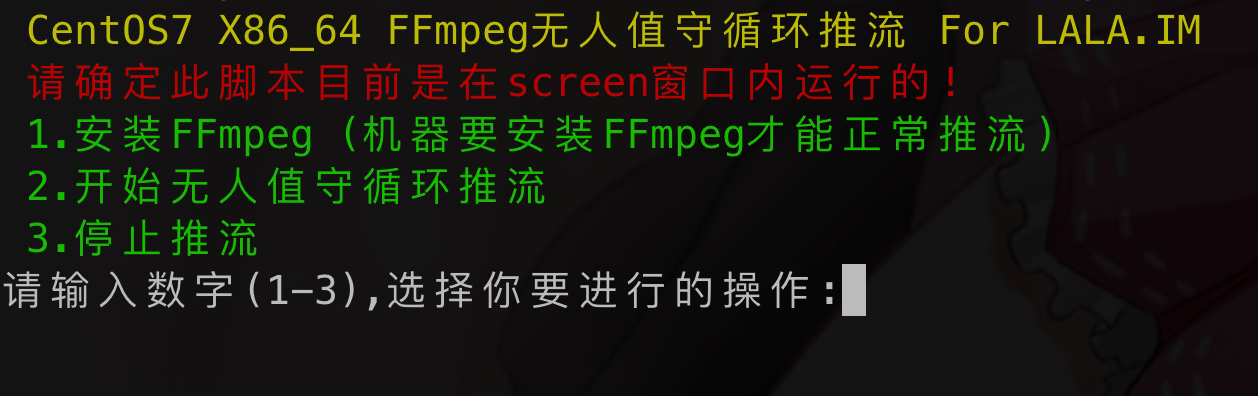 CentOS7 X86_64 FFmpeg无人值守循环推流 For LALA.IM
请确定此脚本目前是在screen窗口内运行的！
1.安装FFmpeg（机器要安装FFmpeg才能正常推流）
2.开始无人值守循环推流
3.停止推流
请输入数字(1-3),选择你要进行的操作: